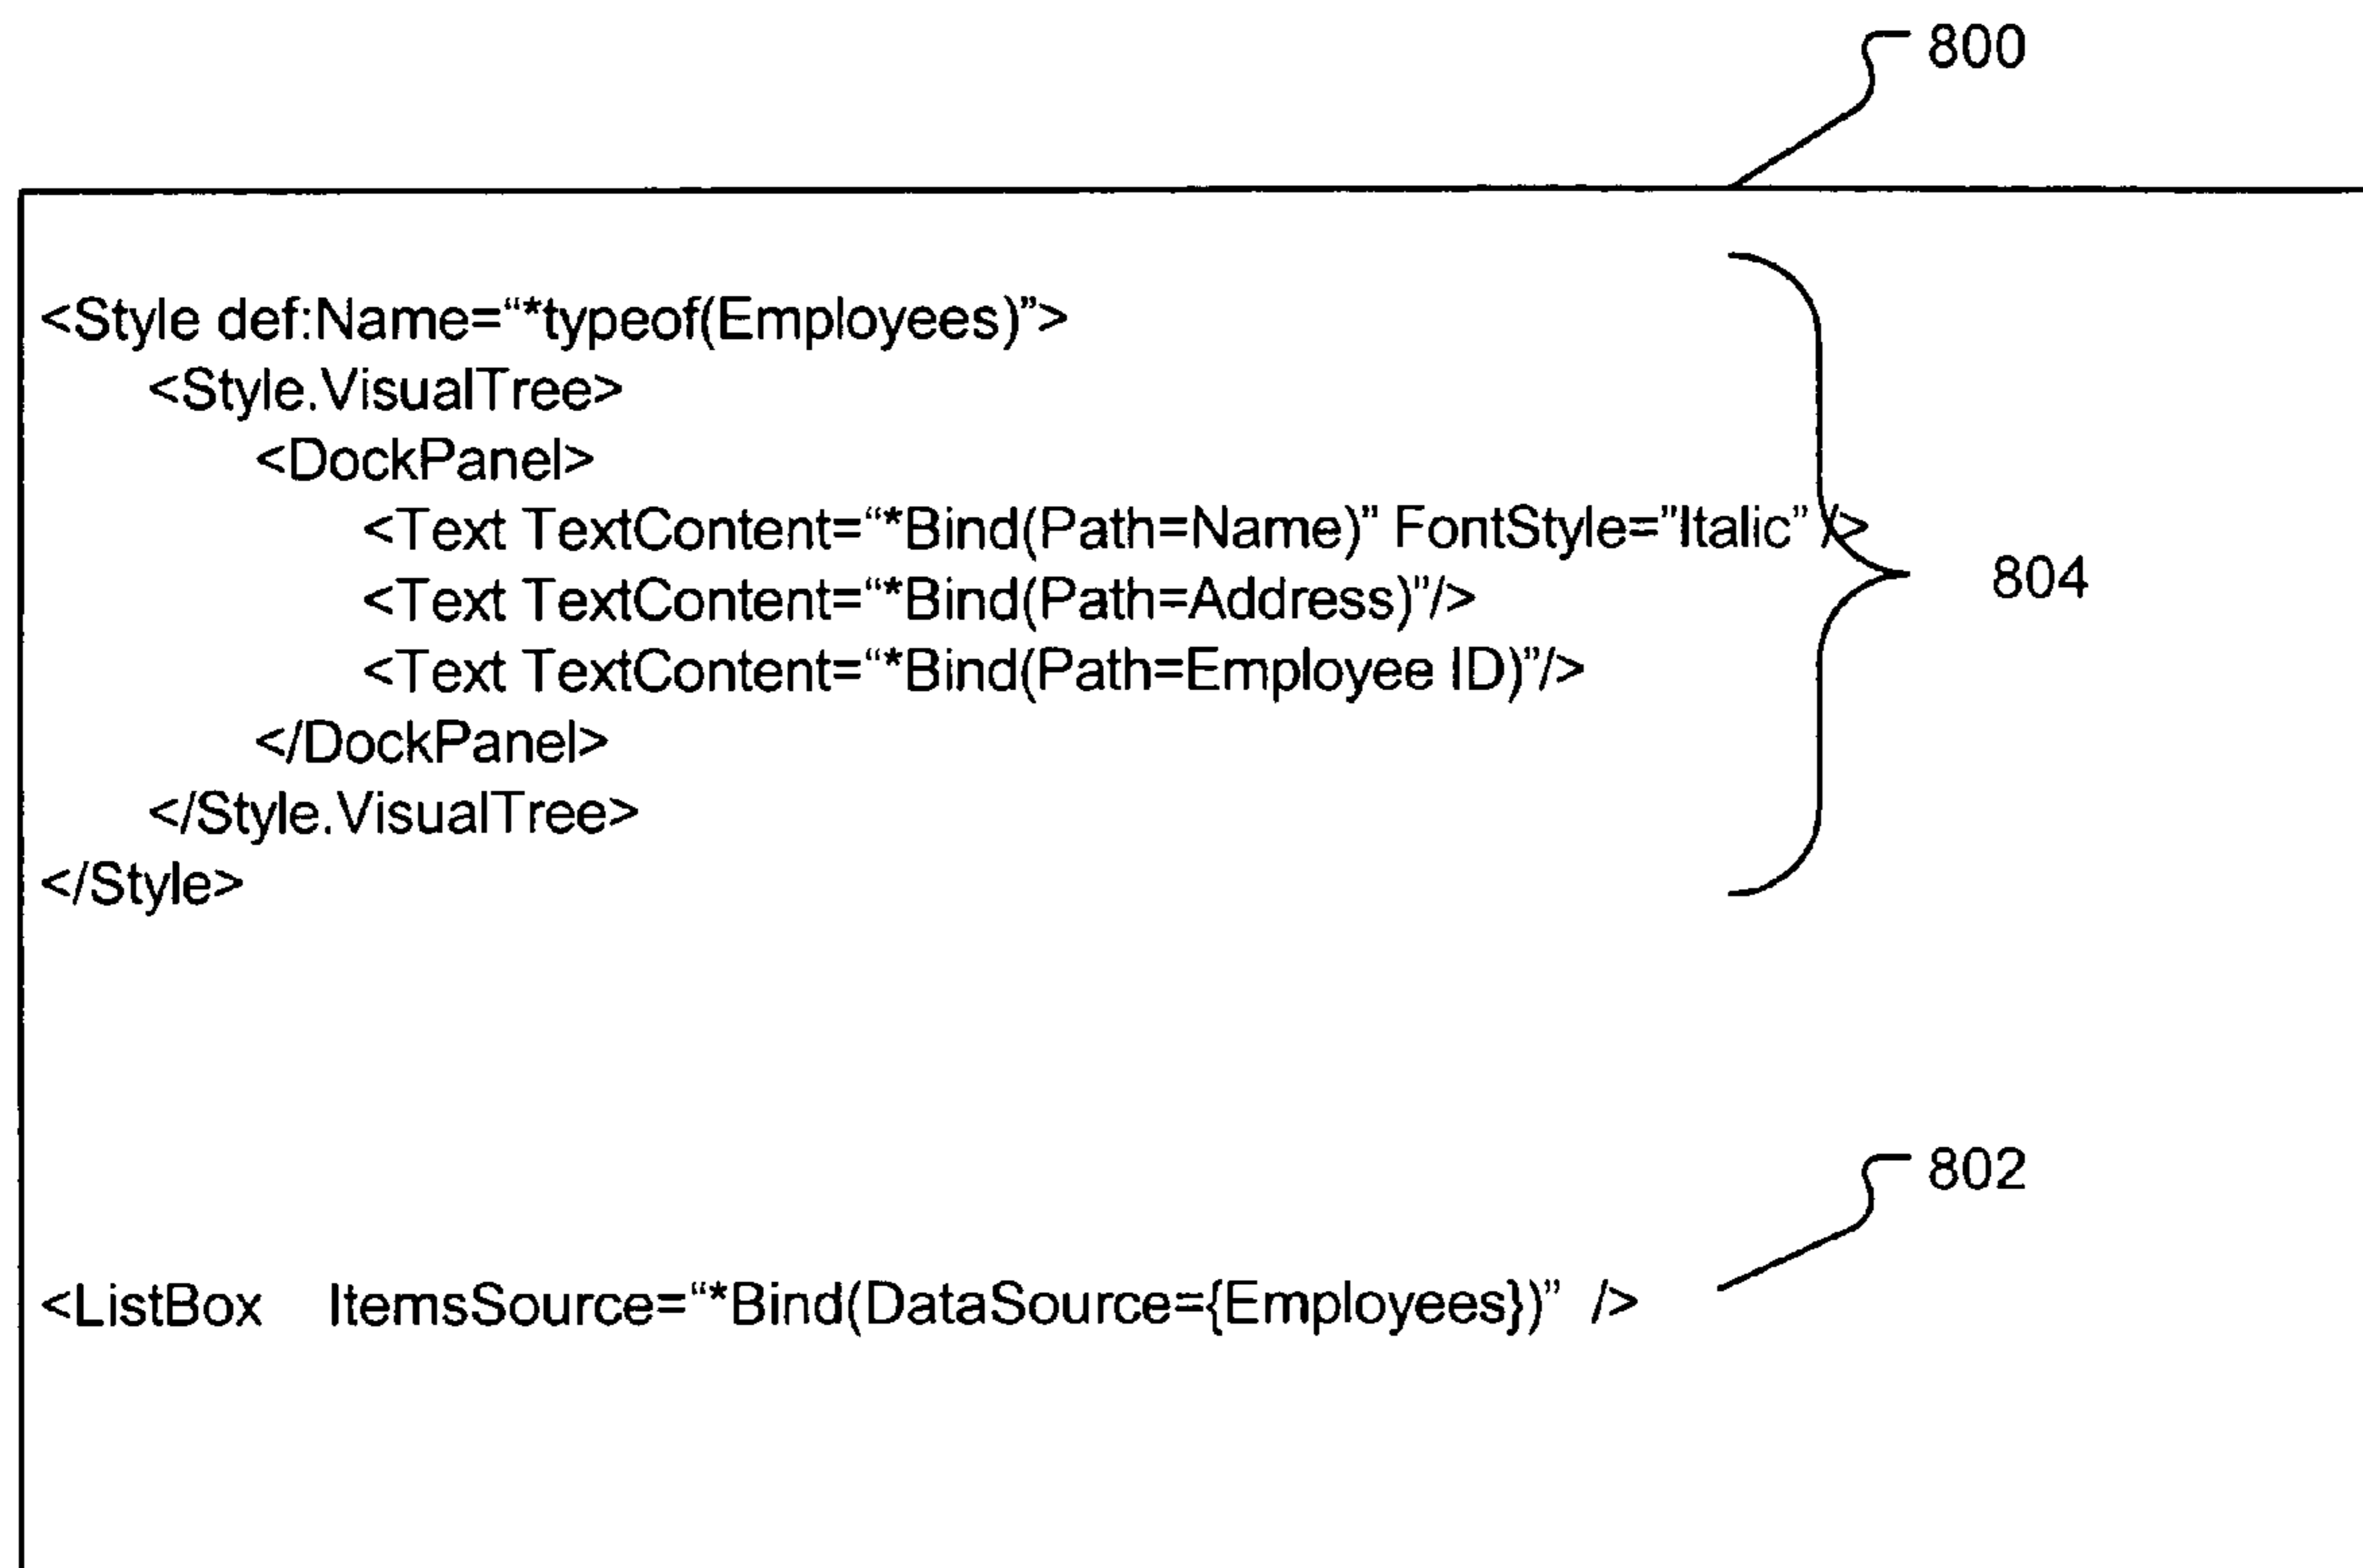 800
<Style def:Name=“*typeof(Employees)”>
<Style.VisualTree>
<DockPanel>
<Text TextContent=“*Bind(Path=Name)” FontStyle=”Italic” />
<Text TextContent=“*Bind(Path=Address)”/>
<Text TextContent=“*Bind(Path=Employee ID)”/>
804
</DockPanel>
</Style.VisualTree>
</Style>
802
<ListBox ItemsSource=“*Bind(DataSource={Employees})” />